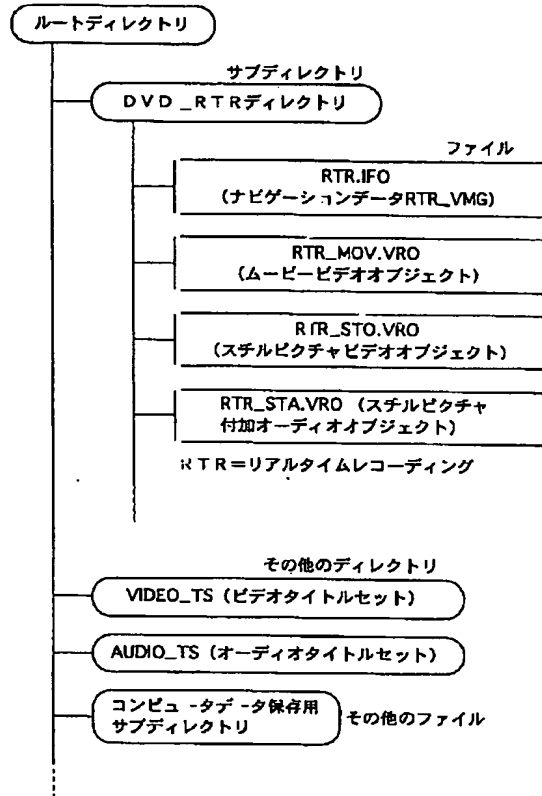 ルートディレクトリ
サブディレクトリ
DVD_RTRディレクトリ
ファイル
RTR.IFO
(ナビゲーションデータRTR_VMG)
RTR_MOV.VRO
(ムービービデオオブジェクト)
RTR_STO.VRO
(スチルピクチャビデオオブジェクト)
RTR_STA.VRO (スチルピクチャ
付加オーディオオブジェクト)
RTR=リアルタイムレコーディング
その他のディレクトリ
VIDEO_TS (ビデオタイトルセット)
AUDIO_TS (オーディオタイトルセット)
コンピュータデータ保存用
サブディレクトリ
その他のファイル